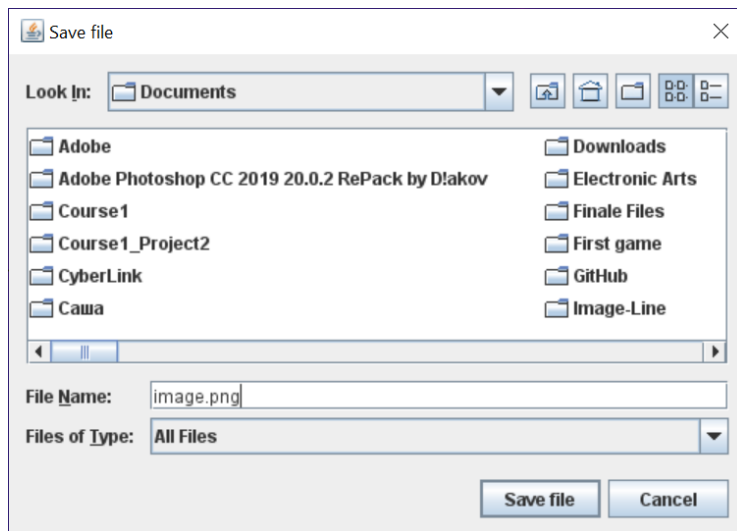 Save file
Look In: Documents
Adobe Downloads
Adobe Photoshop CC 2019 20.0.2 RePack by D!akov Electronic Arts
Course1 Finale Files
Course1_Project2 First game
CyberLink GitHub
Саша Image-Line
File Name: image.png
Files of Type: All Files
Save file Cancel